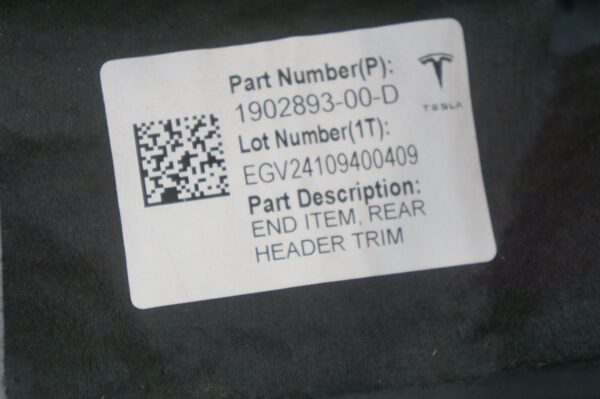 Part Number(P):
1902893-00-D
TESLA
Lot Number(1T):
EGV24109400409
Part Description:
END ITEM, REAR
HEADER TRIM